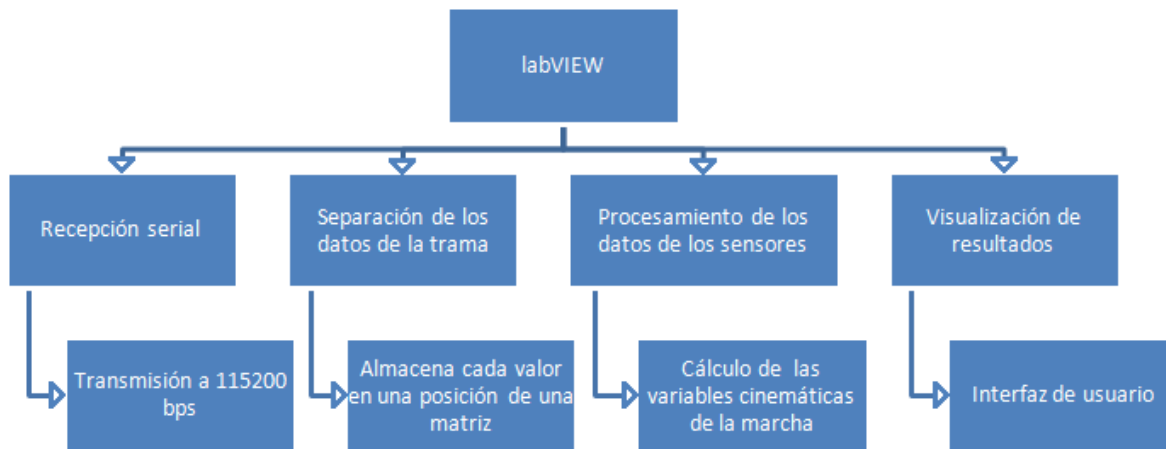 labVIEW
Recepción serial
Separación de los
datos de la trama
Procesamiento de los
datos de los sensores
Visualización de
resultados
Transmisión a 115200
bps
Almacena cada valor
en una posición de una
matriz
Cálculo de las
variables cinemáticas
de la marcha
Interfaz de usuario